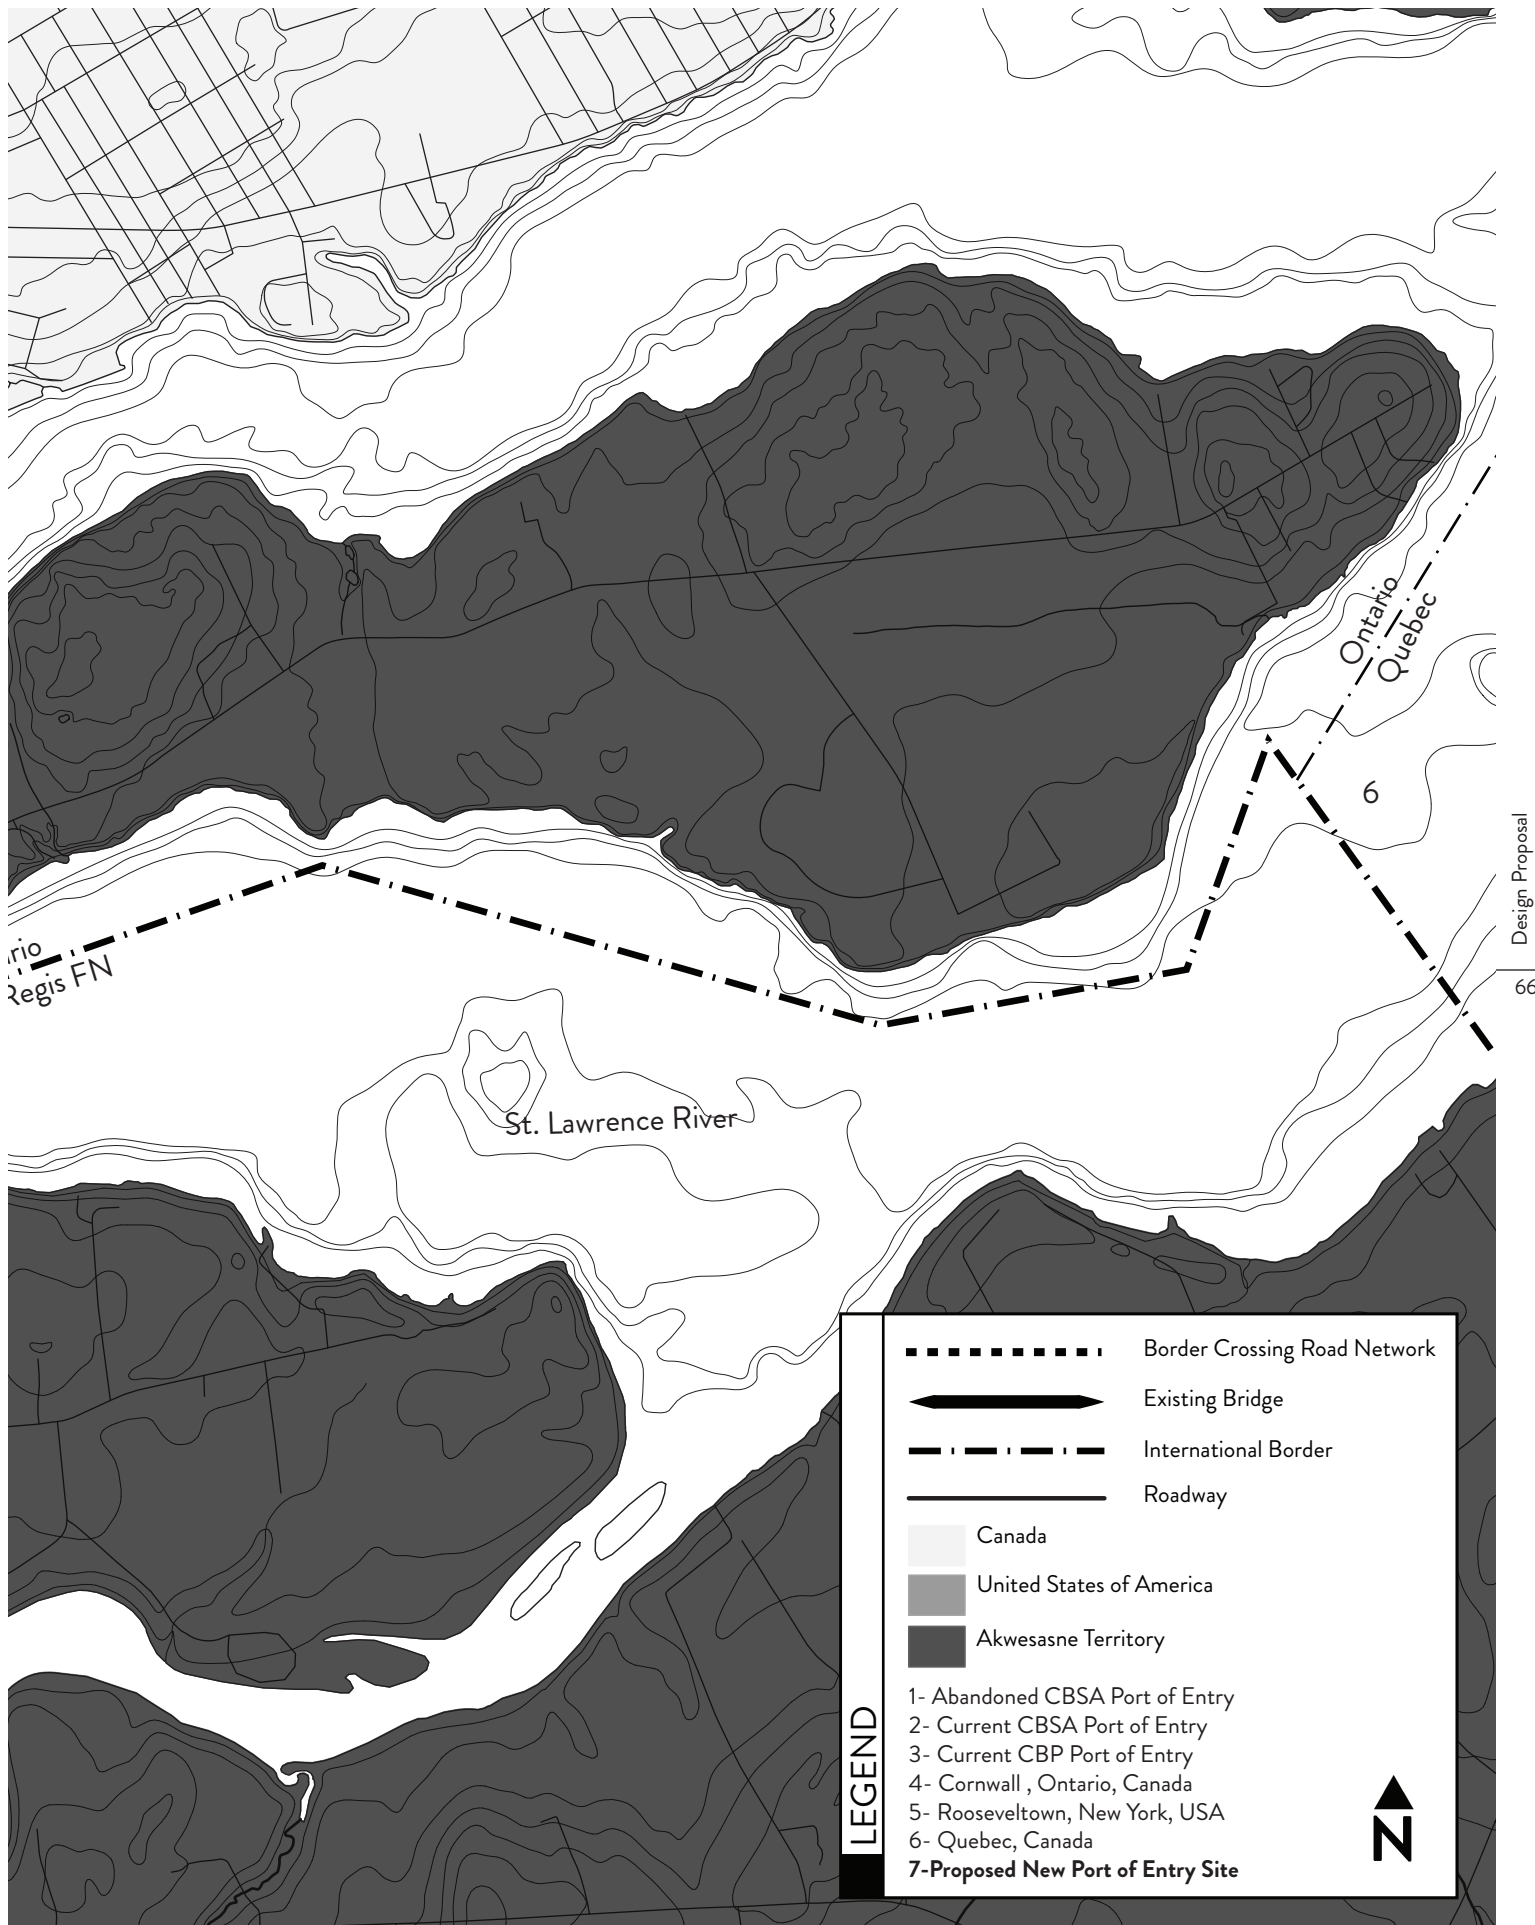 Ontario
Quebec
6
Design Proposal
66
rio
Regis FN
St. Lawrence River
LEGEND
Border Crossing Road Network
Existing Bridge
International Border
Roadway
Canada
United States of America
Akwesasne Territory
1- Abandoned CBSA Port of Entry
2- Current CBSA Port of Entry
3- Current CBP Port of Entry
4- Cornwall , Ontario, Canada
5- Rooseveltown, New York, USA
6- Quebec, Canada
7-Proposed New Port of Entry Site
N